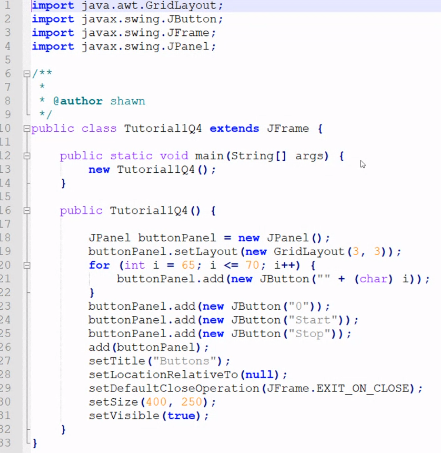 1 import java.awt.GridLayout;
2 import javax.swing.JButton;
3 import javax.swing.JFrame;
4 import javax.swing.JPanel;
5
6 /**
7  *
8  * @author shawn
9  */
10 public class Tutorial1Q4 extends JFrame {
11
12     public static void main(String[] args) {
13         new Tutorial1Q4();
14     }
15
16     public Tutorial1Q4() {
17
18         JPanel buttonPanel = new JPanel();
19         buttonPanel.setLayout(new GridLayout(3, 3));
20         for (int i = 65; i <= 70; i++) {
21             buttonPanel.add(new JButton("" + (char) i));
22         }
23         buttonPanel.add(new JButton("0"));
24         buttonPanel.add(new JButton("Start"));
25         buttonPanel.add(new JButton("Stop"));
26         add(buttonPanel);
27         setTitle("Buttons");
28         setLocationRelativeTo(null);
29         setDefaultCloseOperation(JFrame.EXIT_ON_CLOSE);
30         setSize(400, 250);
31         setVisible(true);
32     }
33 }